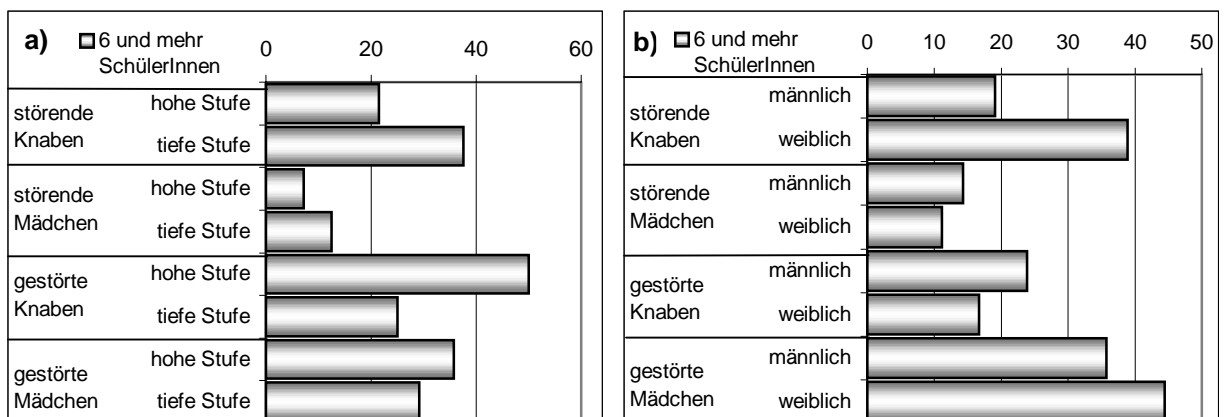 a) 6 und mehr
SchülerInnen
0 20 40 60
störende
Knaben
hohe Stufe
tiefe Stufe
störende
Mädchen
hohe Stufe
tiefe Stufe
gestörte
Knaben
hohe Stufe
tiefe Stufe
gestörte
Mädchen
hohe Stufe
tiefe Stufe
b) 6 und mehr
SchülerInnen
0 10 20 30 40 50
störende
Knaben
männlich
weiblich
störende
Mädchen
männlich
weiblich
gestörte
Knaben
männlich
weiblich
gestörte
Mädchen
männlich
weiblich